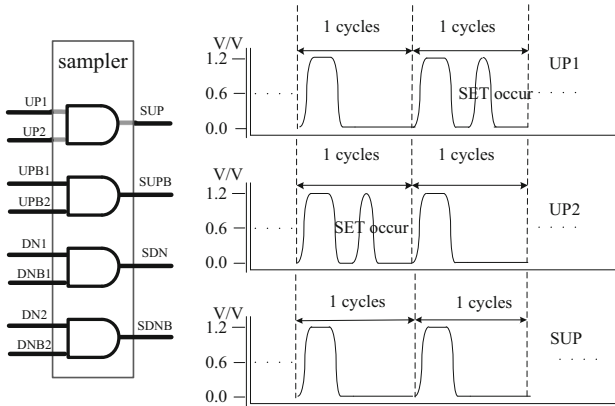 sampler
UP1
UP2
SUP
UPB1
UPB2
SUPB
DN1
DNB1
SDN
DN2
DNB2
SDNB
V/V
1 cycles
1 cycles
UP1
1.2
0.6
0.0
SET occur
V/V
1 cycles
1 cycles
UP2
1.2
0.6
0.0
SET occur
V/V
1 cycles
1 cycles
SUP
1.2
0.6
0.0